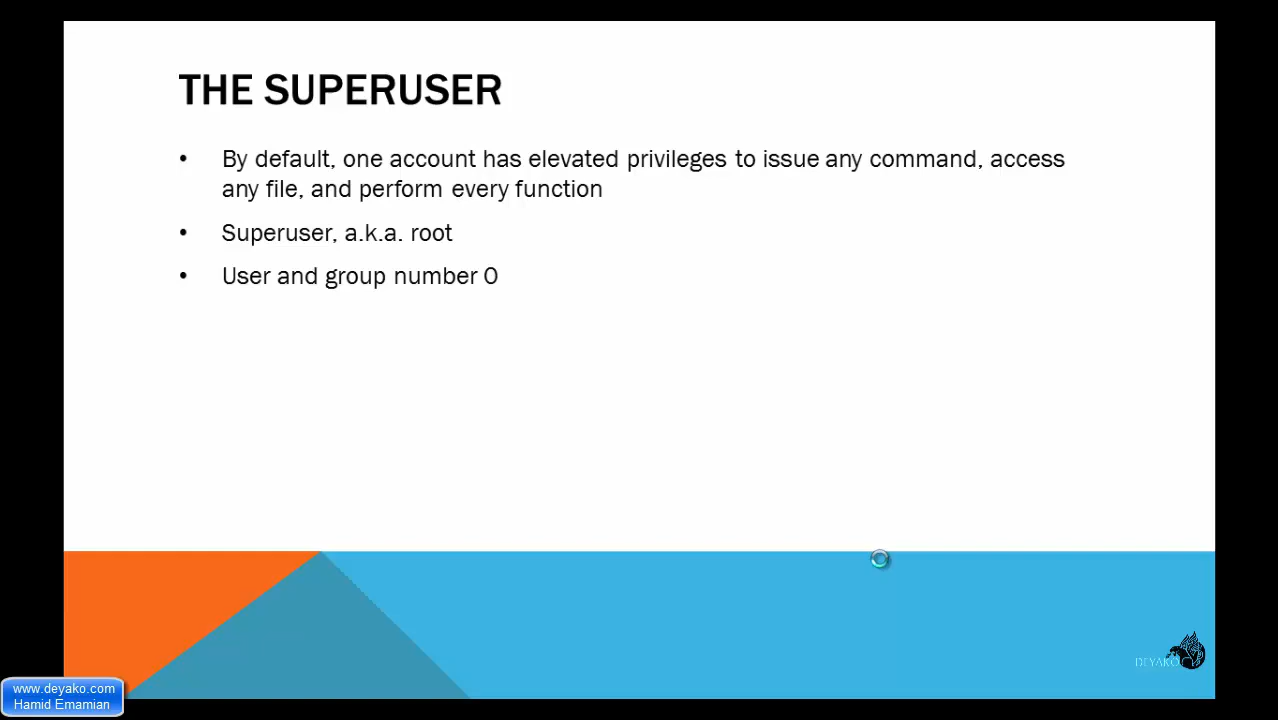 THE SUPERUSER
• By default, one account has elevated privileges to issue any command, access
any file, and perform every function
• Superuser, a.k.a. root
• User and group number 0
DEYAKO
www.deyako.com
Hamid Emamian